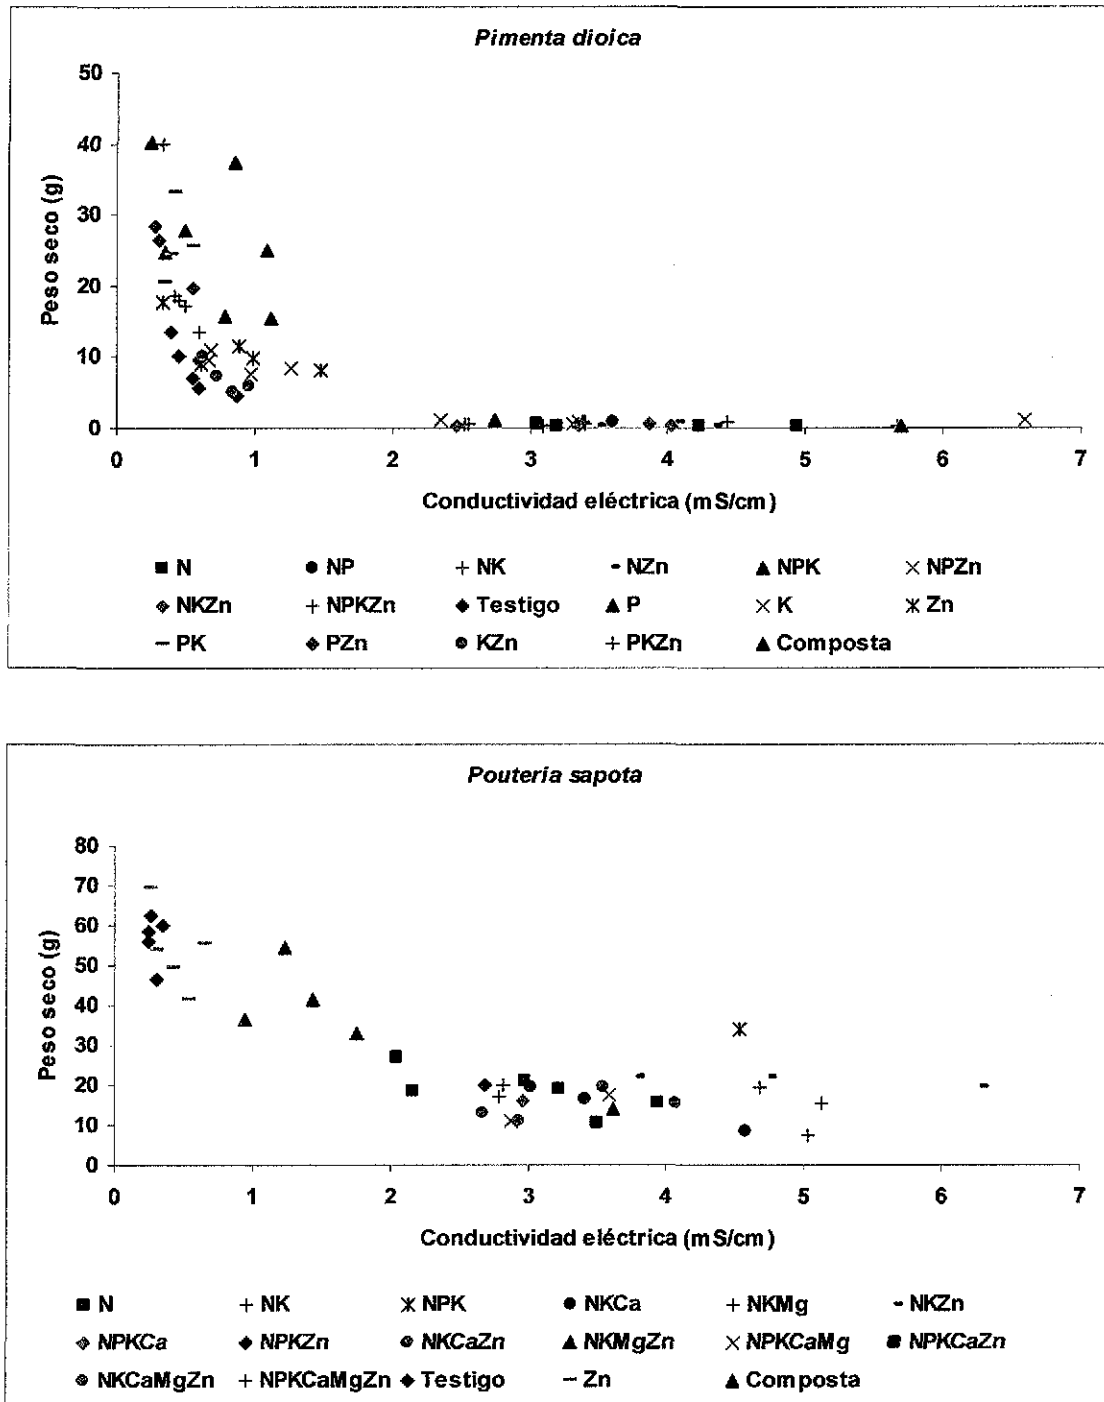 Pimenta dioica
50
40
30
20
10
0
Peso seco (g)
0 1 2 3 4 5 6 7
Conductividad eléctrica (mS/cm)
N NP NK NZn NPK NPZn
NKZn NPKZn Testigo P K Zn
PK PZn KZn PKZn Composta
Pouteria sapota
80
70
60
50
40
30
20
10
0
Peso seco (g)
0 1 2 3 4 5 6 7
Conductividad eléctrica (mS/cm)
N NK NPK NKCa NKMg NKZn
NPKCa NPKZn NKCaZn NKMgZn NPKCaMg NPKCaZn
NKCaMgZn NPKCaMgZn Testigo Zn Composta